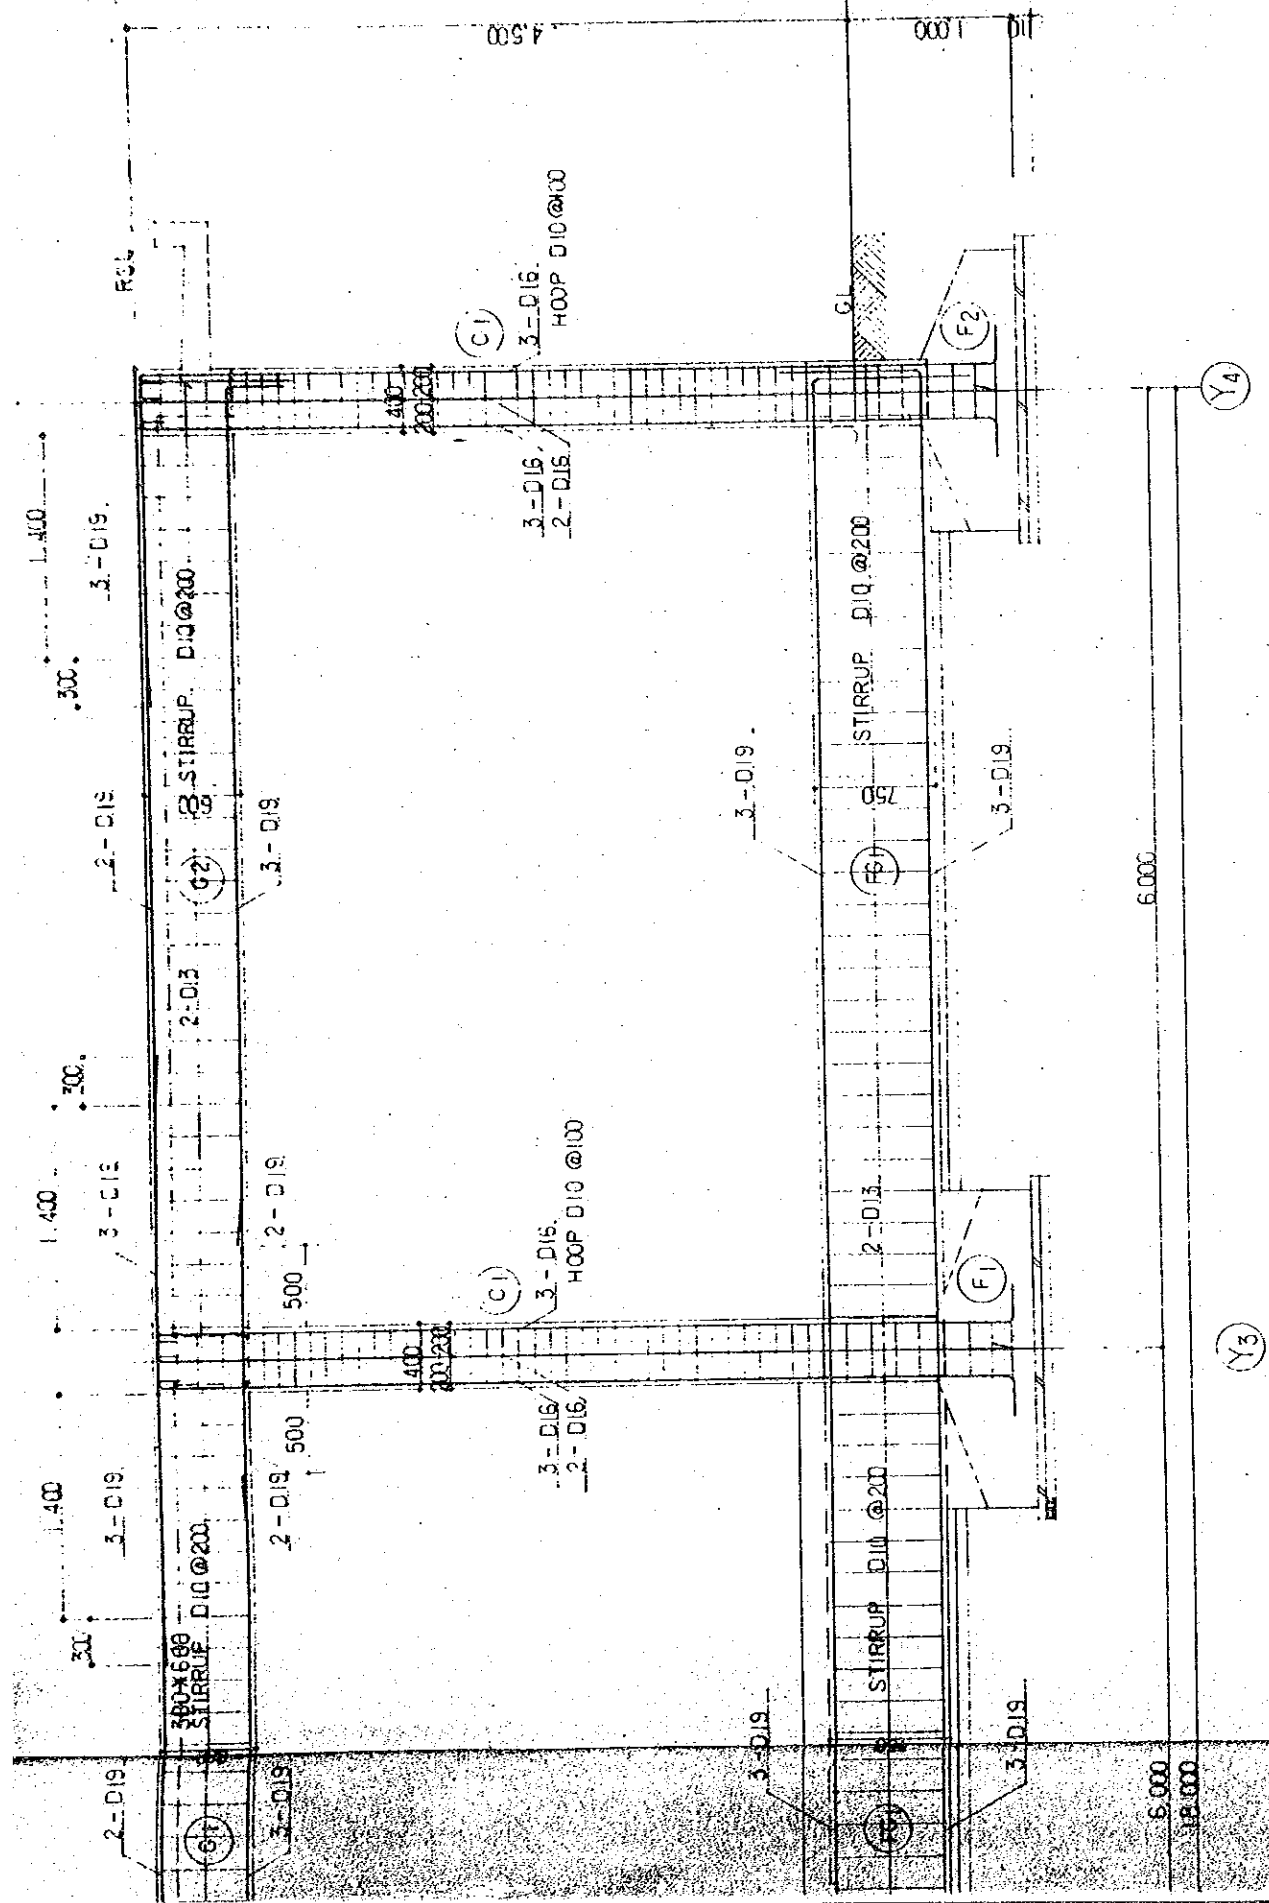 4,500
1,000
110
RSL
C1
3-D16.
HOOP D10@100
400
200 200
3-D16.
2-D16.
GL
F2
Y4
1.400
3-D19.
300.
2-D19.
STIRRUP D10@200
600
G2
3-D19.
2-D13
STIRRUP D10 @200
3-D19.
750
FG1
3-D19.
6.000
300.
1.400
3-D19
2-D19.
500
C1
3-D16.
HOOP D10 @100
400
200 200
3-D16
2-D16.
500
2-D13
F1
Y3
1.400
3-D19.
2-D19.
300
300×600
STIRRUP D10@200.
STIRRUP D10 @200
3-D19
3-D19
2-D19
3-D19
FG1
6.000
18.000